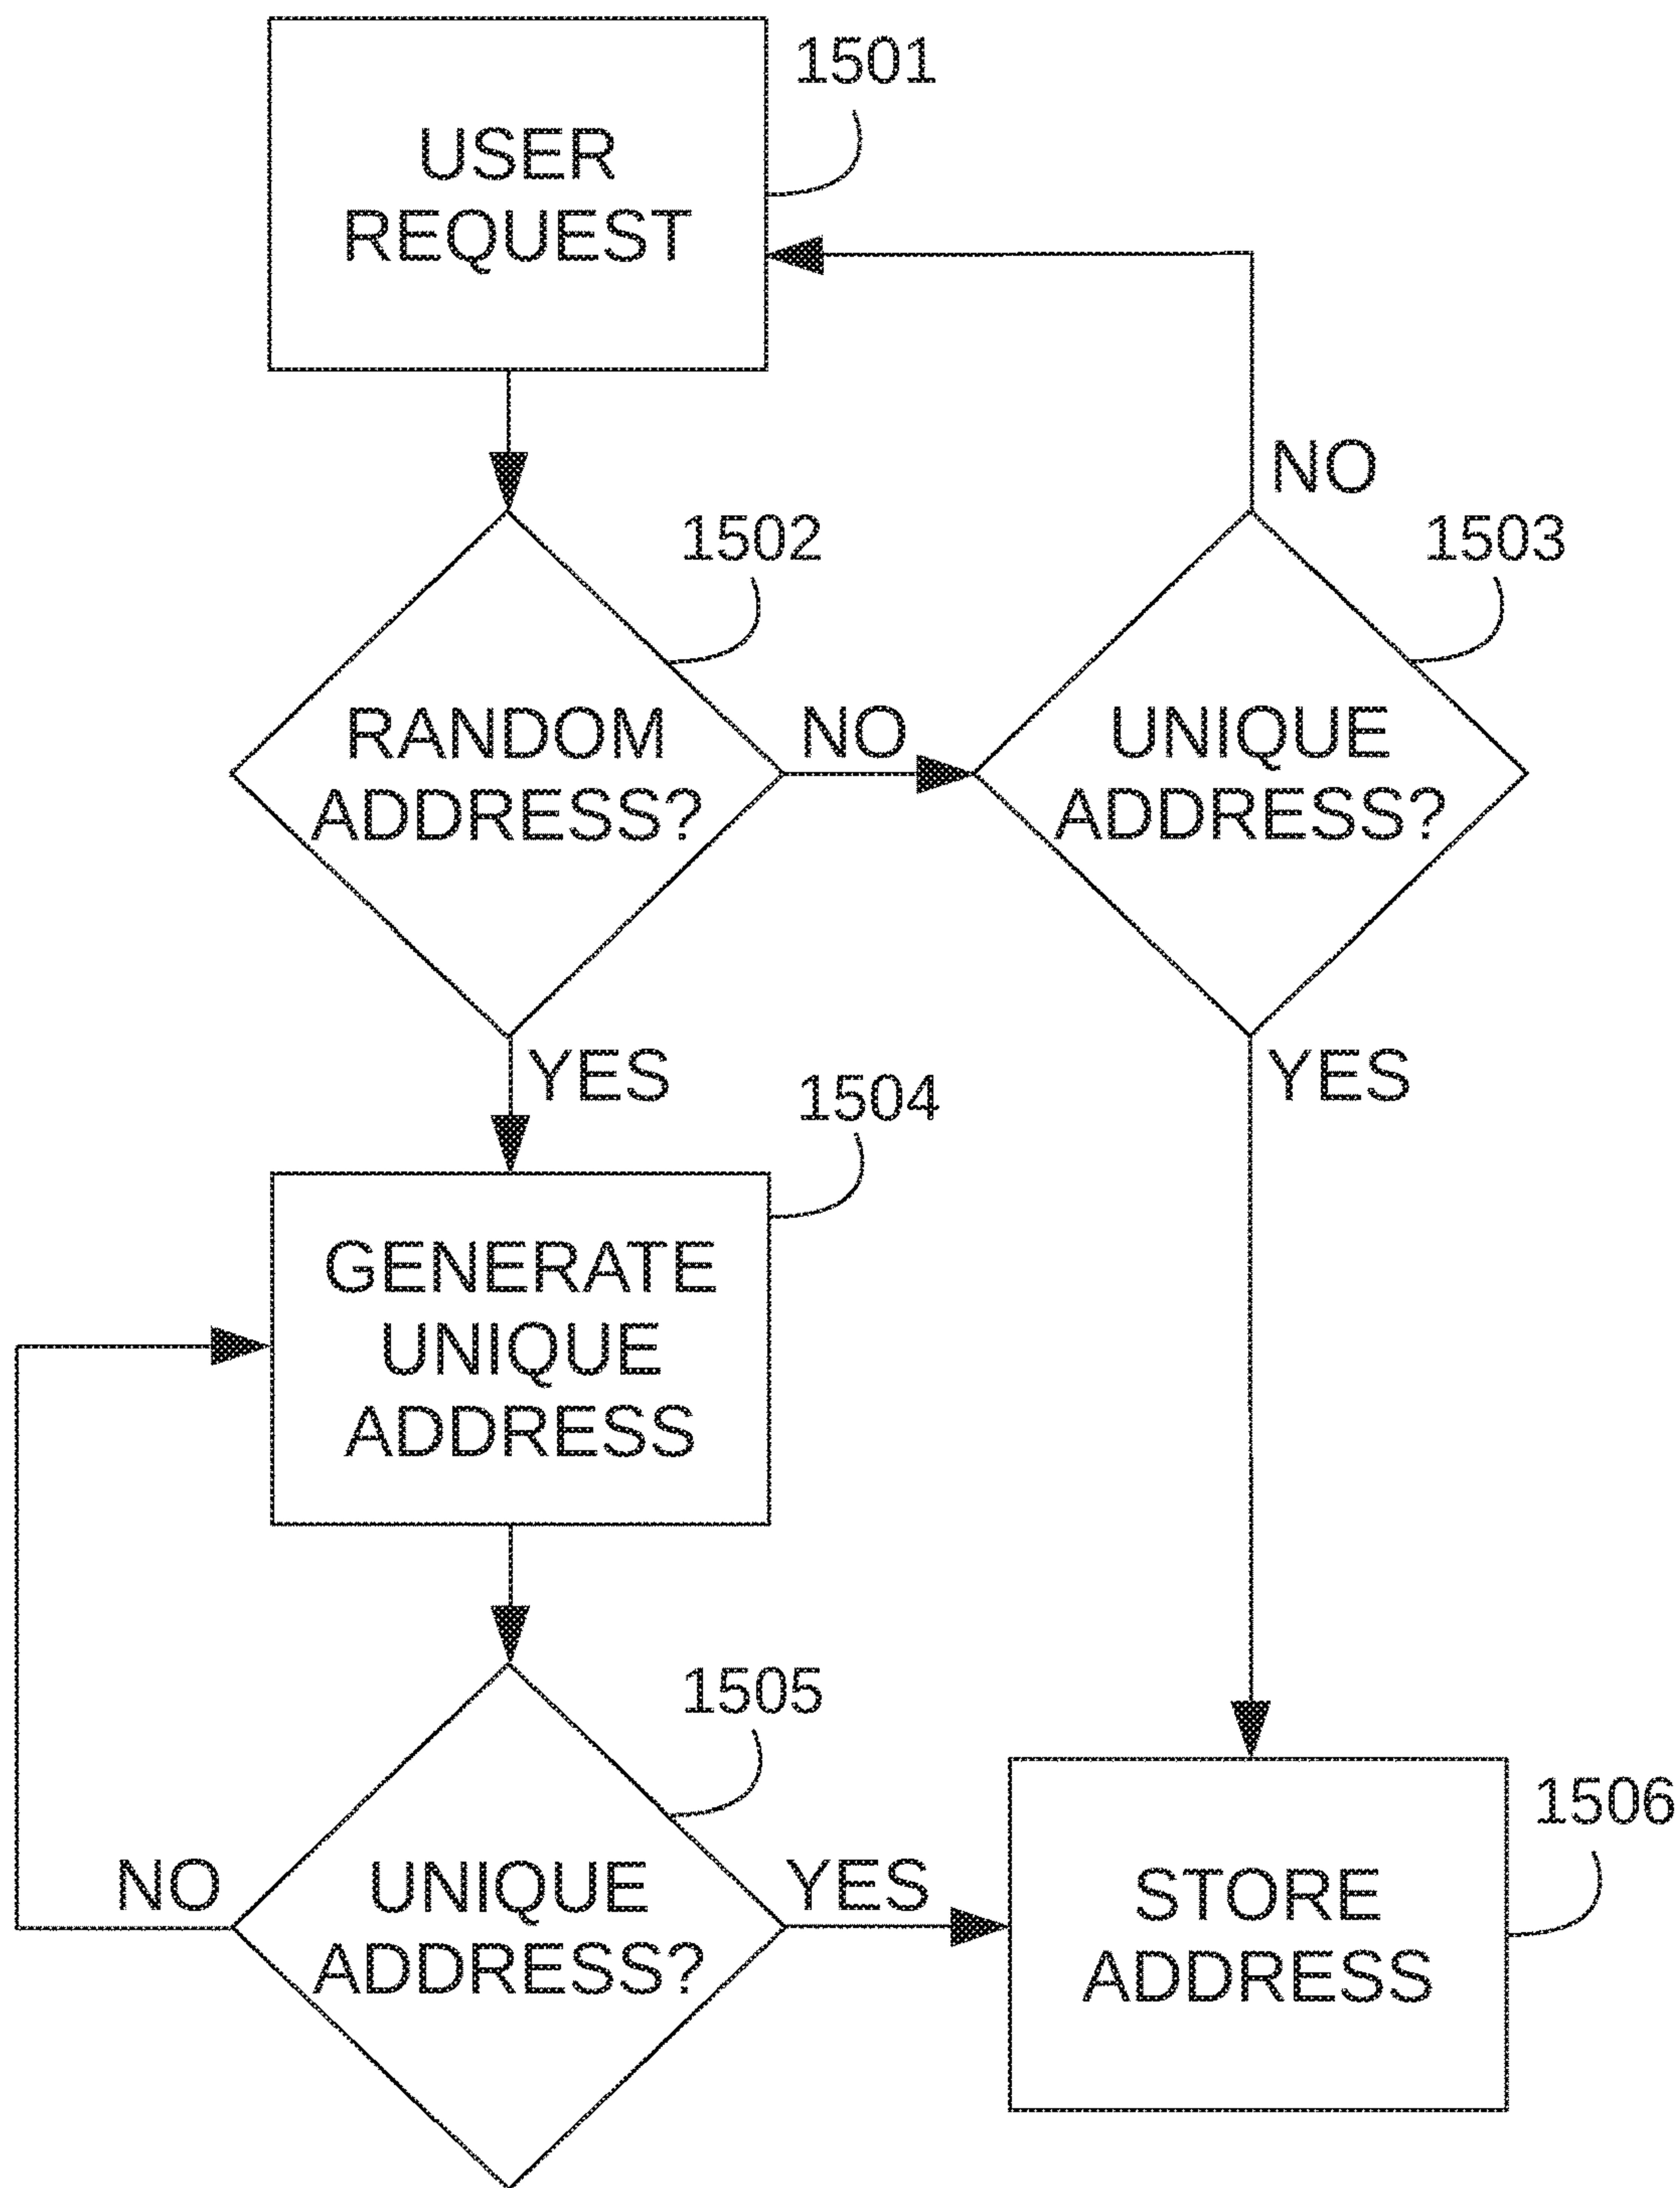 1501
USER
REQUEST
NO
1502
1503
RANDOM
ADDRESS?
NO
UNIQUE
ADDRESS?
YES
YES
1504
GENERATE
UNIQUE
ADDRESS
1505
1506
NO
UNIQUE
ADDRESS?
YES
STORE
ADDRESS